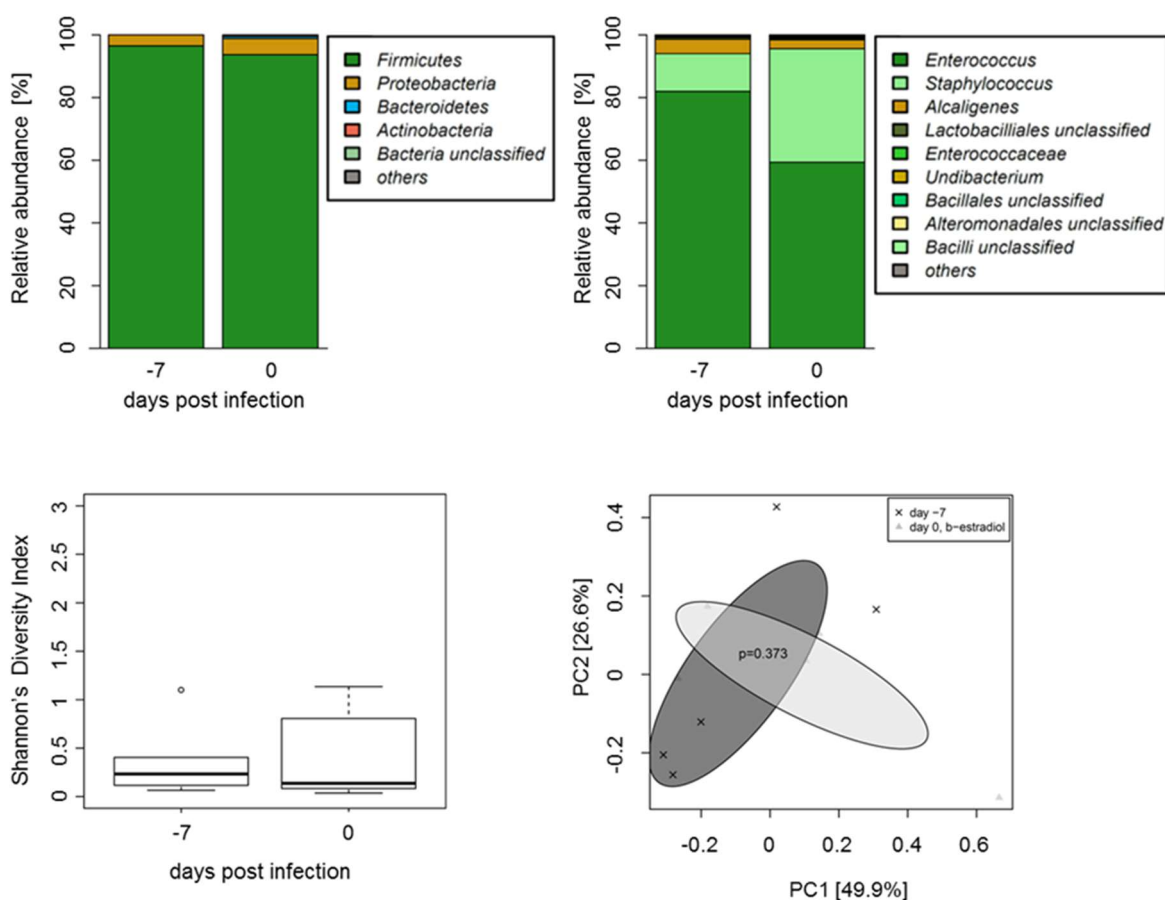 Relative abundance [%]
0
20
40
60
80
100
-7
0
days post infection
Firmicutes
Proteobacteria
Bacteroidetes
Actinobacteria
Bacteria unclassified
others
Relative abundance [%]
0
20
40
60
80
100
-7
0
days post infection
Enterococcus
Staphylococcus
Alcaligenes
Lactobacilliales unclassified
Enterococcaceae
Undibacterium
Bacillales unclassified
Alteromonadales unclassified
Bacilli unclassified
others
Shannon's Diversity Index
0
0.5
1
1.5
2
2.5
3
-7
0
days post infection
PC2 [26.6%]
-0.2
0
0.2
0.4
day -7
day 0, b-estradiol
p=0.373
-0.2
0
0.2
0.4
0.6
PC1 [49.9%]